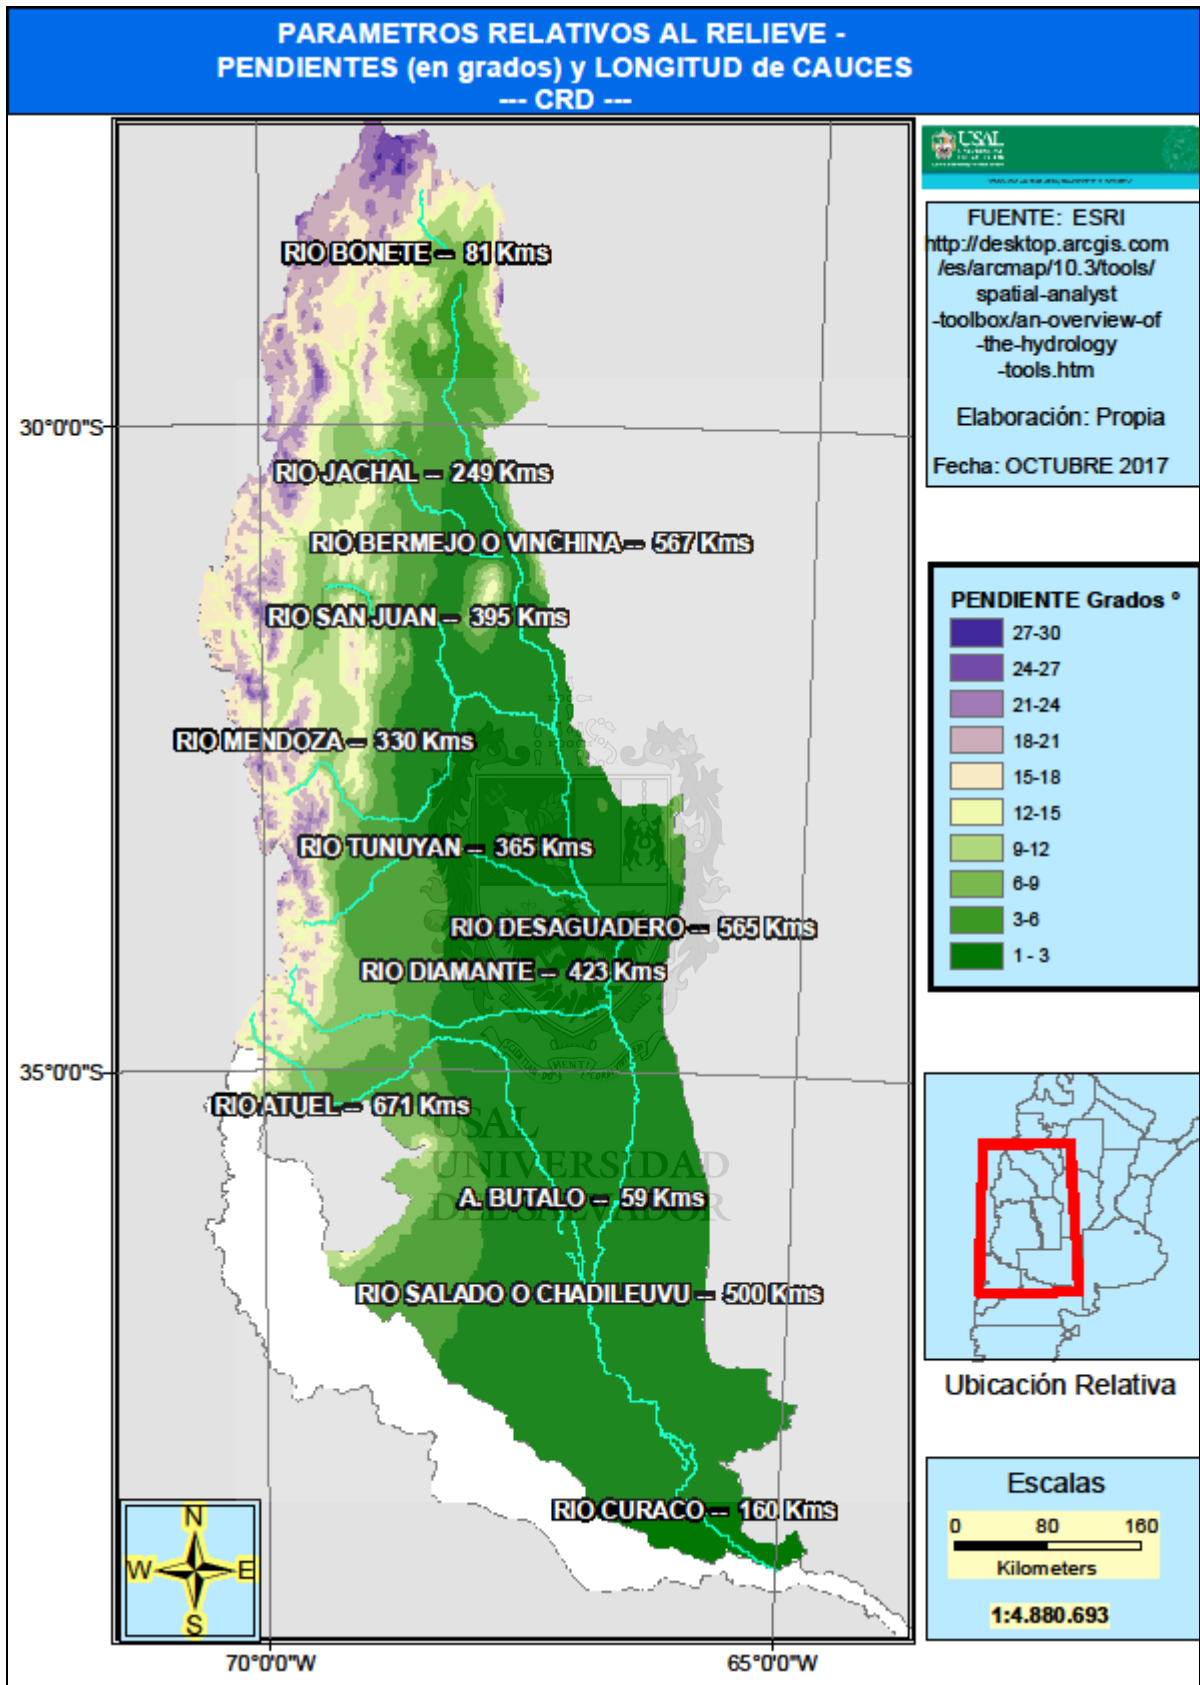 PARAMETROS RELATIVOS AL RELIEVE -
PENDIENTES (en grados) y LONGITUD de CAUCES
--- CRD ---
USAL
FUENTE: ESRI
http://desktop.arcgis.com
/es/arcmap/10.3/tools/
spatial-analyst
-toolbox/an-overview-of
-the-hydrology
-tools.htm
Elaboración: Propia
Fecha: OCTUBRE 2017
RIO BONETE -- 81 Kms
30°0'0"S
RIO JACHAL -- 249 Kms
RIO BERMEJO O VINCHINA -- 567 Kms
RIO SAN JUAN -- 395 Kms
RIO MENDOZA -- 330 Kms
RIO TUNUYAN -- 365 Kms
RIO DESAGUADERO -- 565 Kms
RIO DIAMANTE -- 423 Kms
35°0'0"S
RIO ATUEL -- 671 Kms
USAL
UNIVERSIDAD
DEL SALVADOR
A. BUTALO -- 59 Kms
RIO SALADO O CHADILEUVU -- 500 Kms
RIO CURACO -- 160 Kms
N
W
E
S
70°0'0"W
65°0'0"W
PENDIENTE Grados °
27-30
24-27
21-24
18-21
15-18
12-15
9-12
6-9
3-6
1 - 3
Ubicación Relativa
Escalas
0 80 160
Kilometers
1:4.880.693